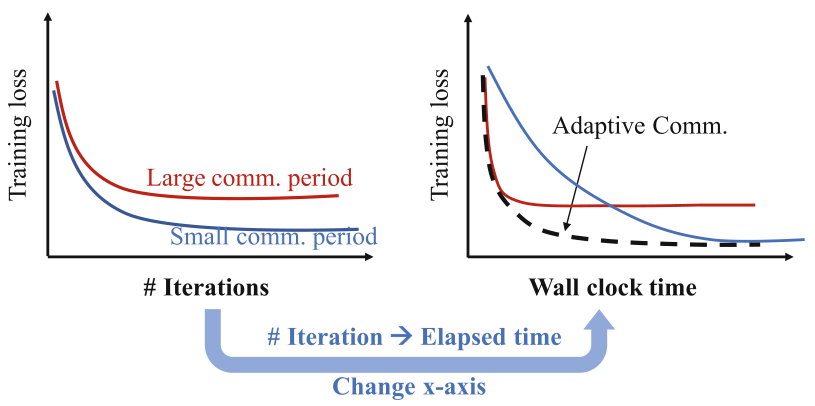 Training loss
Large comm. period
Small comm. period
# Iterations
Training loss
Adaptive Comm.
Wall clock time
# Iteration → Elapsed time
Change x-axis